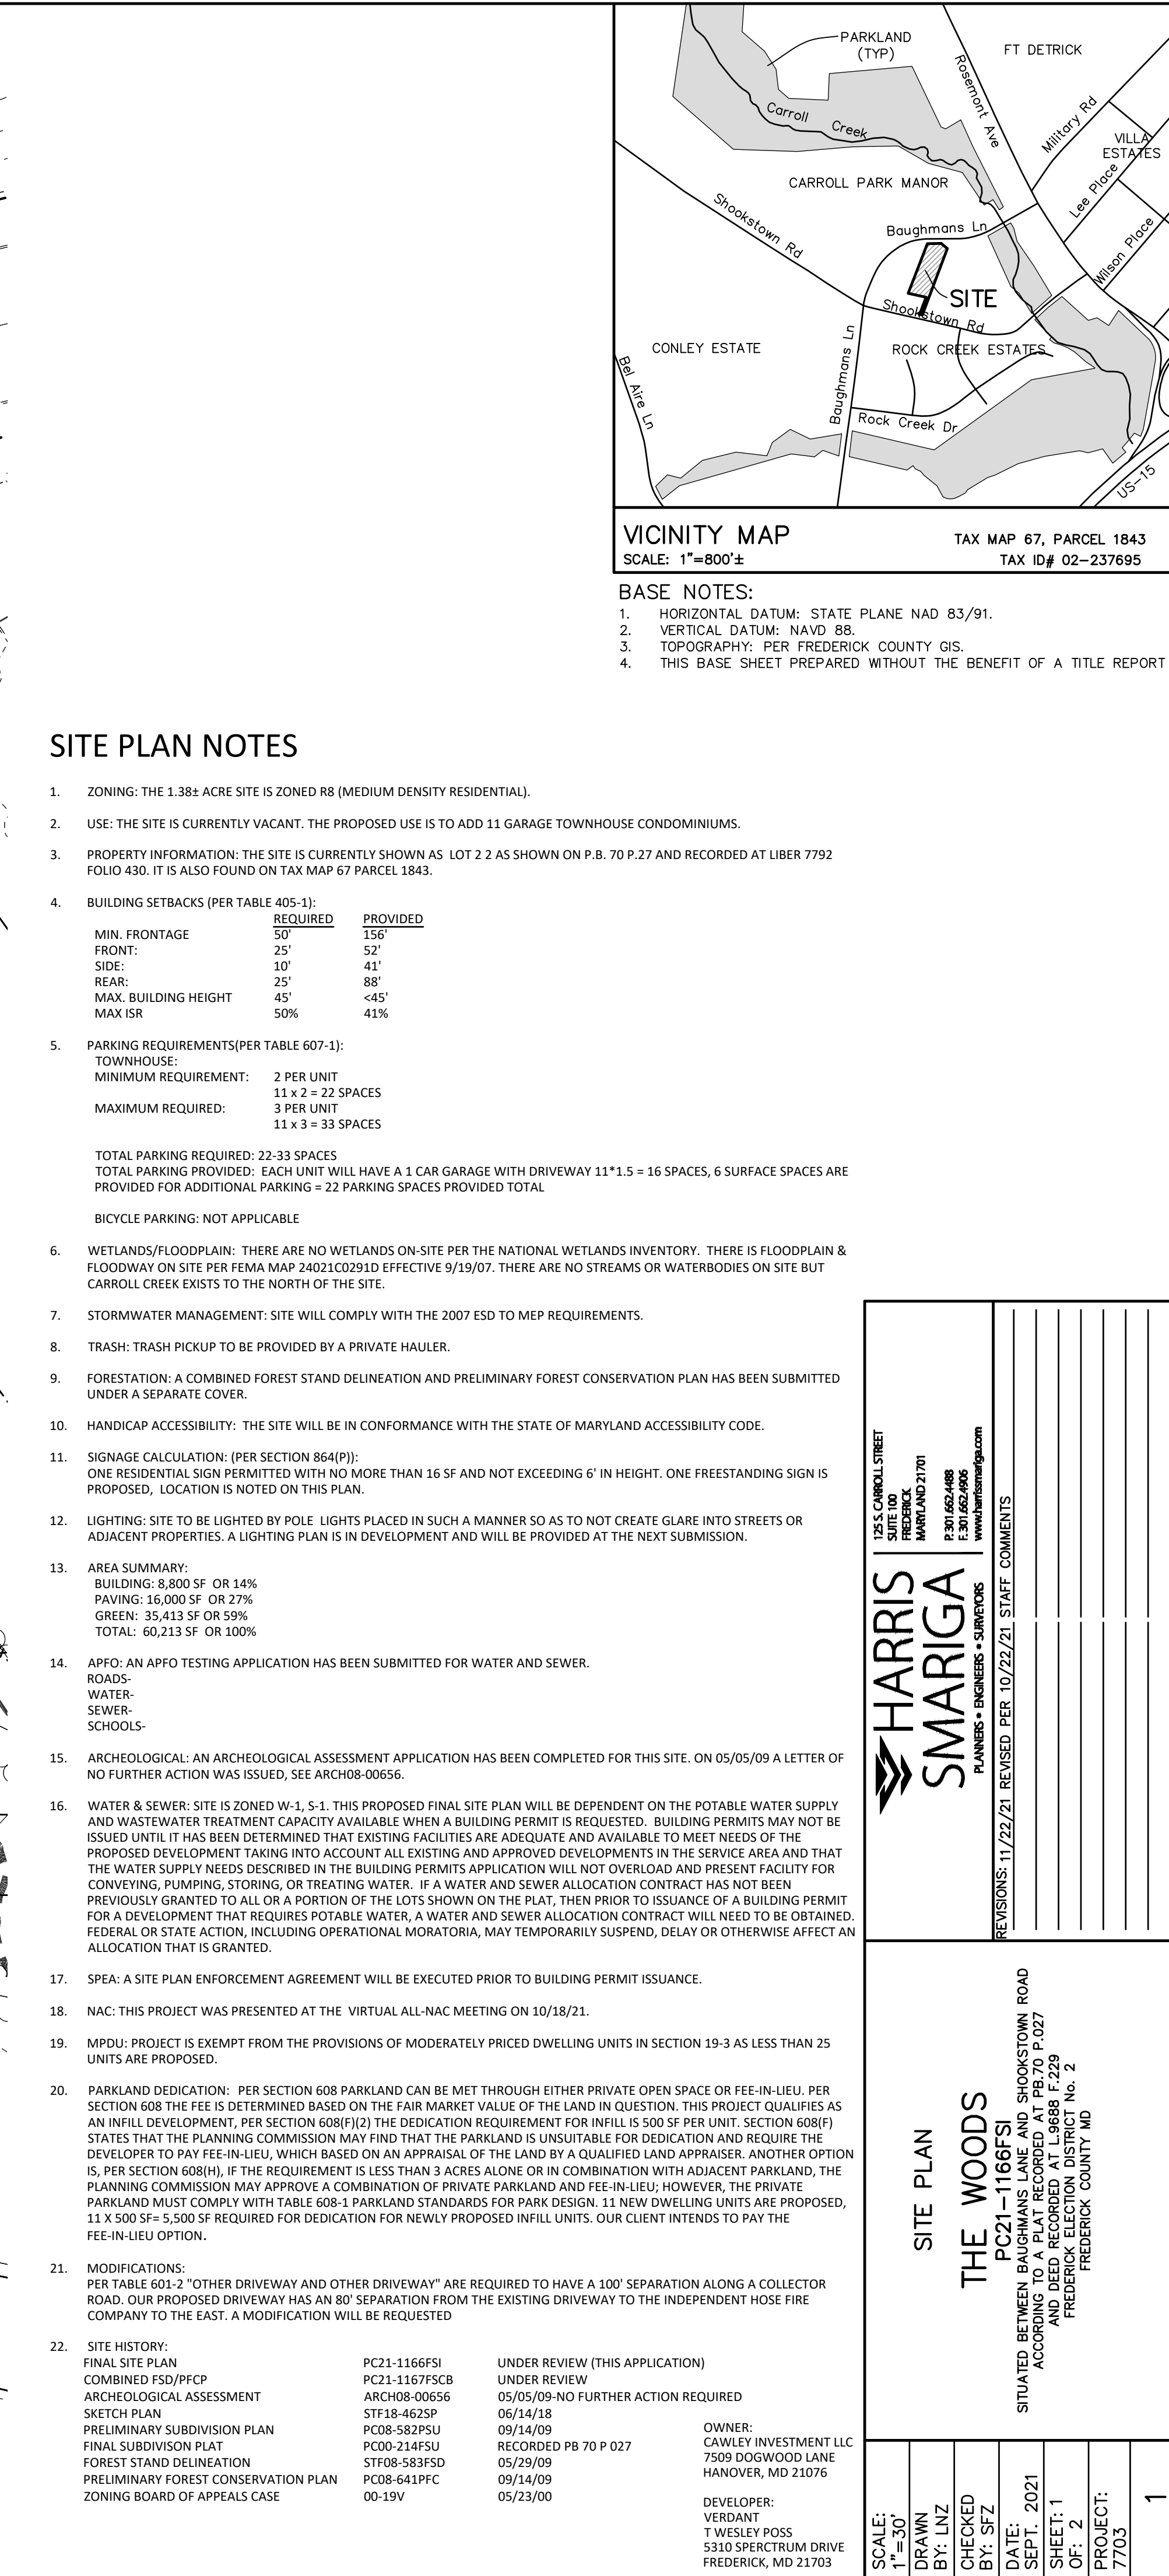 PARKLAND
(TYP)
FT DETRICK
Rosemont Ave
Military Rd
VILLA
ESTATES
Carroll Creek
Lee Place
CARROLL PARK MANOR
Shookstown Rd
Baughmans Ln
Wilson Place
SITE
Shookstown Rd
CONLEY ESTATE
ROCK CREEK ESTATES
Bel Aire Ln
Baughmans Ln
Rock Creek Dr
US-15
VICINITY MAP
SCALE: 1"=800'±
TAX MAP 67, PARCEL 1843
TAX ID# 02-237695
BASE NOTES:
1. HORIZONTAL DATUM: STATE PLANE NAD 83/91.
2. VERTICAL DATUM: NAVD 88.
3. TOPOGRAPHY: PER FREDERICK COUNTY GIS.
4. THIS BASE SHEET PREPARED WITHOUT THE BENEFIT OF A TITLE REPORT
SITE PLAN NOTES
1. ZONING: THE 1.38± ACRE SITE IS ZONED R8 (MEDIUM DENSITY RESIDENTIAL).
2. USE: THE SITE IS CURRENTLY VACANT. THE PROPOSED USE IS TO ADD 11 GARAGE TOWNHOUSE CONDOMINIUMS.
3. PROPERTY INFORMATION: THE SITE IS CURRENTLY SHOWN AS LOT 2 2 AS SHOWN ON P.B. 70 P.27 AND RECORDED AT LIBER 7792
FOLIO 430. IT IS ALSO FOUND ON TAX MAP 67 PARCEL 1843.
4. BUILDING SETBACKS (PER TABLE 405-1):
REQUIRED PROVIDED
MIN. FRONTAGE 50' 156'
FRONT: 25' 52'
SIDE: 10' 41'
REAR: 25' 88'
MAX. BUILDING HEIGHT 45' <45'
MAX ISR 50% 41%
5. PARKING REQUIREMENTS(PER TABLE 607-1):
TOWNHOUSE:
MINIMUM REQUIREMENT: 2 PER UNIT
11 x 2 = 22 SPACES
MAXIMUM REQUIRED: 3 PER UNIT
11 x 3 = 33 SPACES
TOTAL PARKING REQUIRED: 22-33 SPACES
TOTAL PARKING PROVIDED: EACH UNIT WILL HAVE A 1 CAR GARAGE WITH DRIVEWAY 11*1.5 = 16 SPACES, 6 SURFACE SPACES ARE
PROVIDED FOR ADDITIONAL PARKING = 22 PARKING SPACES PROVIDED TOTAL
BICYCLE PARKING: NOT APPLICABLE
6. WETLANDS/FLOODPLAIN: THERE ARE NO WETLANDS ON-SITE PER THE NATIONAL WETLANDS INVENTORY. THERE IS FLOODPLAIN &
FLOODWAY ON SITE PER FEMA MAP 24021C0291D EFFECTIVE 9/19/07. THERE ARE NO STREAMS OR WATERBODIES ON SITE BUT
CARROLL CREEK EXISTS TO THE NORTH OF THE SITE.
7. STORMWATER MANAGEMENT: SITE WILL COMPLY WITH THE 2007 ESD TO MEP REQUIREMENTS.
8. TRASH: TRASH PICKUP TO BE PROVIDED BY A PRIVATE HAULER.
9. FORESTATION: A COMBINED FOREST STAND DELINEATION AND PRELIMINARY FOREST CONSERVATION PLAN HAS BEEN SUBMITTED
UNDER A SEPARATE COVER.
10. HANDICAP ACCESSIBILITY: THE SITE WILL BE IN CONFORMANCE WITH THE STATE OF MARYLAND ACCESSIBILITY CODE.
11. SIGNAGE CALCULATION: (PER SECTION 864(P)):
ONE RESIDENTIAL SIGN PERMITTED WITH NO MORE THAN 16 SF AND NOT EXCEEDING 6' IN HEIGHT. ONE FREESTANDING SIGN IS
PROPOSED, LOCATION IS NOTED ON THIS PLAN.
12. LIGHTING: SITE TO BE LIGHTED BY POLE LIGHTS PLACED IN SUCH A MANNER SO AS TO NOT CREATE GLARE INTO STREETS OR
ADJACENT PROPERTIES. A LIGHTING PLAN IS IN DEVELOPMENT AND WILL BE PROVIDED AT THE NEXT SUBMISSION.
13. AREA SUMMARY:
BUILDING: 8,800 SF OR 14%
PAVING: 16,000 SF OR 27%
GREEN: 35,413 SF OR 59%
TOTAL: 60,213 SF OR 100%
14. APFO: AN APFO TESTING APPLICATION HAS BEEN SUBMITTED FOR WATER AND SEWER.
ROADS-
WATER-
SEWER-
SCHOOLS-
15. ARCHEOLOGICAL: AN ARCHEOLOGICAL ASSESSMENT APPLICATION HAS BEEN COMPLETED FOR THIS SITE. ON 05/05/09 A LETTER OF
NO FURTHER ACTION WAS ISSUED, SEE ARCH08-00656.
16. WATER & SEWER: SITE IS ZONED W-1, S-1. THIS PROPOSED FINAL SITE PLAN WILL BE DEPENDENT ON THE POTABLE WATER SUPPLY
AND WASTEWATER TREATMENT CAPACITY AVAILABLE WHEN A BUILDING PERMIT IS REQUESTED. BUILDING PERMITS MAY NOT BE
ISSUED UNTIL IT HAS BEEN DETERMINED THAT EXISTING FACILITIES ARE ADEQUATE AND AVAILABLE TO MEET NEEDS OF THE
PROPOSED DEVELOPMENT TAKING INTO ACCOUNT ALL EXISTING AND APPROVED DEVELOPMENTS IN THE SERVICE AREA AND THAT
THE WATER SUPPLY NEEDS DESCRIBED IN THE BUILDING PERMITS APPLICATION WILL NOT OVERLOAD AND PRESENT FACILITY FOR
CONVEYING, PUMPING, STORING, OR TREATING WATER. IF A WATER AND SEWER ALLOCATION CONTRACT HAS NOT BEEN
PREVIOUSLY GRANTED TO ALL OR A PORTION OF THE LOTS SHOWN ON THE PLAT, THEN PRIOR TO ISSUANCE OF A BUILDING PERMIT
FOR A DEVELOPMENT THAT REQUIRES POTABLE WATER, A WATER AND SEWER ALLOCATION CONTRACT WILL NEED TO BE OBTAINED.
FEDERAL OR STATE ACTION, INCLUDING OPERATIONAL MORATORIA, MAY TEMPORARILY SUSPEND, DELAY OR OTHERWISE AFFECT AN
ALLOCATION THAT IS GRANTED.
17. SPEA: A SITE PLAN ENFORCEMENT AGREEMENT WILL BE EXECUTED PRIOR TO BUILDING PERMIT ISSUANCE.
18. NAC: THIS PROJECT WAS PRESENTED AT THE VIRTUAL ALL-NAC MEETING ON 10/18/21.
19. MPDU: PROJECT IS EXEMPT FROM THE PROVISIONS OF MODERATELY PRICED DWELLING UNITS IN SECTION 19-3 AS LESS THAN 25
UNITS ARE PROPOSED.
20. PARKLAND DEDICATION: PER SECTION 608 PARKLAND CAN BE MET THROUGH EITHER PRIVATE OPEN SPACE OR FEE-IN-LIEU. PER
SECTION 608 THE FEE IS DETERMINED BASED ON THE FAIR MARKET VALUE OF THE LAND IN QUESTION. THIS PROJECT QUALIFIES AS
AN INFILL DEVELOPMENT, PER SECTION 608(F)(2) THE DEDICATION REQUIREMENT FOR INFILL IS 500 SF PER UNIT. SECTION 608(F)
STATES THAT THE PLANNING COMMISSION MAY FIND THAT THE PARKLAND IS UNSUITABLE FOR DEDICATION AND REQUIRE THE
DEVELOPER TO PAY FEE-IN-LIEU, WHICH BASED ON AN APPRAISAL OF THE LAND BY A QUALIFIED LAND APPRAISER. ANOTHER OPTION
IS, PER SECTION 608(H), IF THE REQUIREMENT IS LESS THAN 3 ACRES ALONE OR IN COMBINATION WITH ADJACENT PARKLAND, THE
PLANNING COMMISSION MAY APPROVE A COMBINATION OF PRIVATE PARKLAND AND FEE-IN-LIEU; HOWEVER, THE PRIVATE
PARKLAND MUST COMPLY WITH TABLE 608-1 PARKLAND STANDARDS FOR PARK DESIGN. 11 NEW DWELLING UNITS ARE PROPOSED,
11 X 500 SF= 5,500 SF REQUIRED FOR DEDICATION FOR NEWLY PROPOSED INFILL UNITS. OUR CLIENT INTENDS TO PAY THE
FEE-IN-LIEU OPTION.
21. MODIFICATIONS:
PER TABLE 601-2 "OTHER DRIVEWAY AND OTHER DRIVEWAY" ARE REQUIRED TO HAVE A 100' SEPARATION ALONG A COLLECTOR
ROAD. OUR PROPOSED DRIVEWAY HAS AN 80' SEPARATION FROM THE EXISTING DRIVEWAY TO THE INDEPENDENT HOSE FIRE
COMPANY TO THE EAST. A MODIFICATION WILL BE REQUESTED
22. SITE HISTORY:
FINAL SITE PLAN PC21-1166FSI UNDER REVIEW (THIS APPLICATION)
COMBINED FSD/PFCP PC21-1167FSCB UNDER REVIEW
ARCHEOLOGICAL ASSESSMENT ARCH08-00656 05/05/09-NO FURTHER ACTION REQUIRED
SKETCH PLAN STF18-462SP 06/14/18
PRELIMINARY SUBDIVISION PLAN PC08-582PSU 09/14/09
FINAL SUBDIVISON PLAT PC00-214FSU RECORDED PB 70 P 027
FOREST STAND DELINEATION STF08-583FSD 05/29/09
PRELIMINARY FOREST CONSERVATION PLAN PC08-641PFC 09/14/09
ZONING BOARD OF APPEALS CASE 00-19V 05/23/00
OWNER:
CAWLEY INVESTMENT LLC
7509 DOGWOOD LANE
HANOVER, MD 21076
DEVELOPER:
VERDANT
T WESLEY POSS
5310 SPERCTRUM DRIVE
FREDERICK, MD 21703
HARRIS
SMARIGA
PLANNERS • ENGINEERS • SURVEYORS
125 S. CARROLL STREET
SUITE 100
FREDERICK
MARYLAND 21701
P. 301.662.4488
F. 301.662.4906
www.harrissmariga.com
REVISIONS: 11/22/21 REVISED PER 10/22/21 STAFF COMMENTS
SITE PLAN
THE WOODS
PC21-1166FSI
SITUATED BETWEEN BAUGHMANS LANE AND SHOOKSTOWN ROAD
ACCORDING TO A PLAT RECORDED AT PB.70 P.027
AND DEED RECORDED AT L.9688 F.229
FREDERICK ELECTION DISTRICT No. 2
FREDERICK COUNTY MD
SCALE:
1"=30'
DRAWN
BY: LNZ
CHECKED
BY: SFZ
DATE:
SEPT. 2021
SHEET: 1
OF: 2
PROJECT:
7703
1